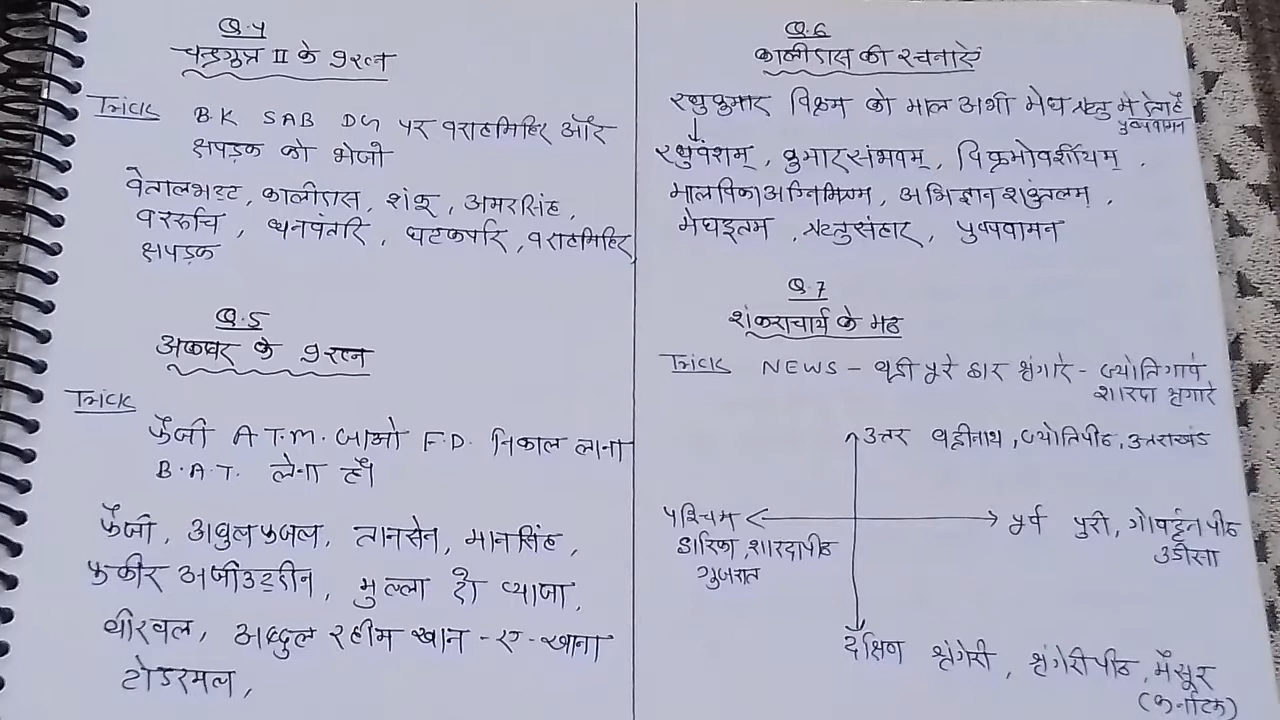 Q.4
चन्द्रगुप्त II के 9 रत्न
Trick B.K SAB DG पर वराहमिहिर और
क्षपड़क को भेजो
वेतालभट्ट, कालीदास, शंकू, अमरसिंह,
वररुचि, धनवंतरि, घटकर्परि, वराहमिहिर
क्षपड़क
Q.5
अकबर के 9 रत्न
Trick
फैजी A.T.M. जाओ F.D. निकाल लाना
B.A.T. लेना है।
फैजी, अबुल फजल, तानसेन, मानसिंह,
फकीर अजीउद्दीन, मुल्ला दो प्याजा,
बीरबल, अब्दुल रहीम खान-ए-खाना
टोडरमल,
Q.6
कालीदास की रचनाऐं
रघुकुमार विक्रम को माल अभी मेघ ऋतु में देगा है
पुष्पवामन
रघुवंशम्, कुमारसंभवम्, विक्रमोवर्शीयम्,
मालविकाअग्निमित्रम, अभिज्ञान शकुंतलम्,
मेघदूतम, ऋतुसंहार, पुष्पवामन
Q.7
शंकराचार्य के मठ
Trick NEWS – बद्री पूरे द्वार श्रृंगारे - ज्योतिगोपे
शारदा श्रृगारे
उत्तर बद्रीनाथ, ज्योतिपीठ, उत्तराखंड
पश्चिम
द्वारिका, शारदापीठ
गुजरात
पूर्व पुरी, गोवर्द्धनपीठ
उडीसा
दक्षिण श्रृंगेरी, श्रृंगेरीपीठ, मैसूर
(कर्नाटक)